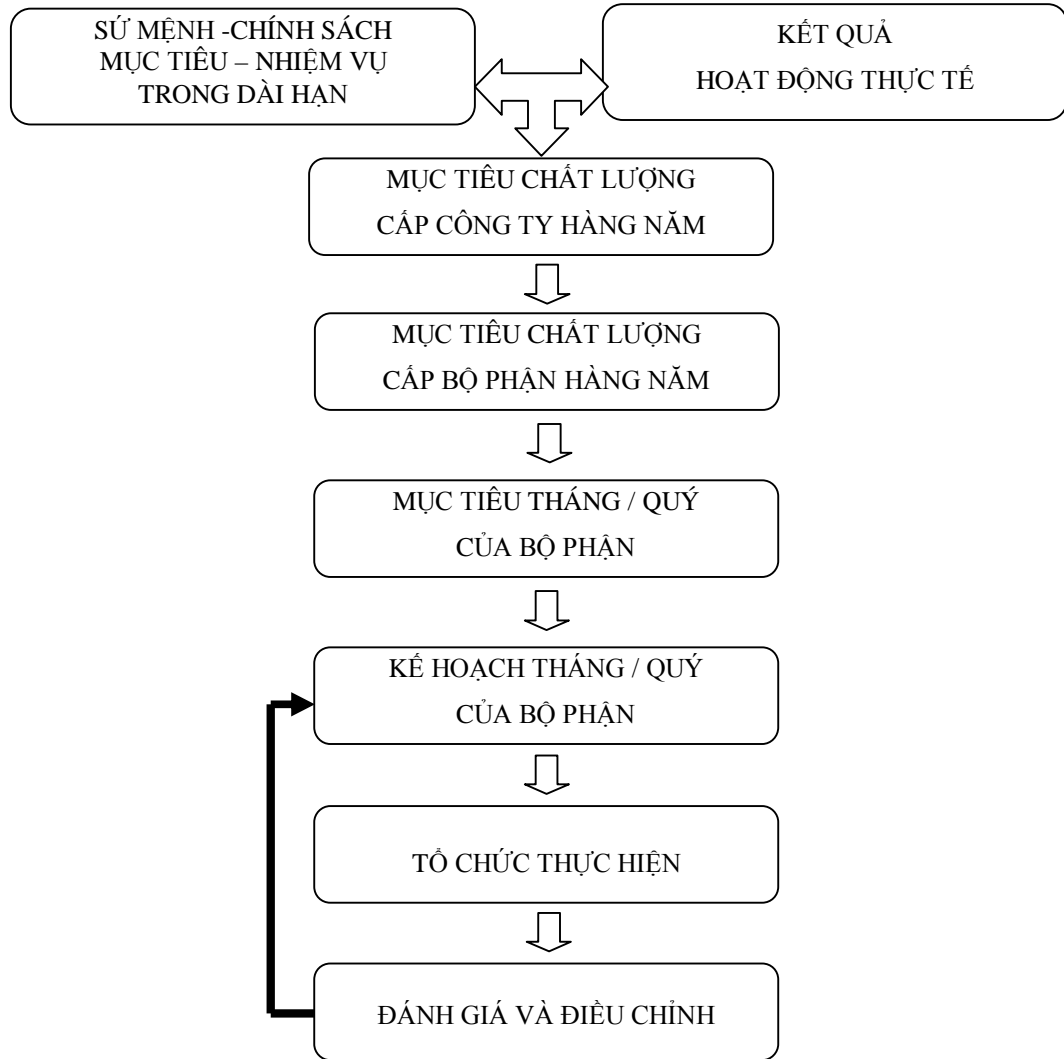 SỨ MỆNH -CHÍNH SÁCH
MỤC TIÊU – NHIỆM VỤ
TRONG DÀI HẠN
KẾT QUẢ
HOẠT ĐỘNG THỰC TẾ
MỤC TIÊU CHẤT LƯỢNG
CẤP CÔNG TY HÀNG NĂM
MỤC TIÊU CHẤT LƯỢNG
CẤP BỘ PHẬN HÀNG NĂM
MỤC TIÊU THÁNG / QUÝ
CỦA BỘ PHẬN
KẾ HOẠCH THÁNG / QUÝ
CỦA BỘ PHẬN
TỔ CHỨC THỰC HIỆN
ĐÁNH GIÁ VÀ ĐIỀU CHỈNH